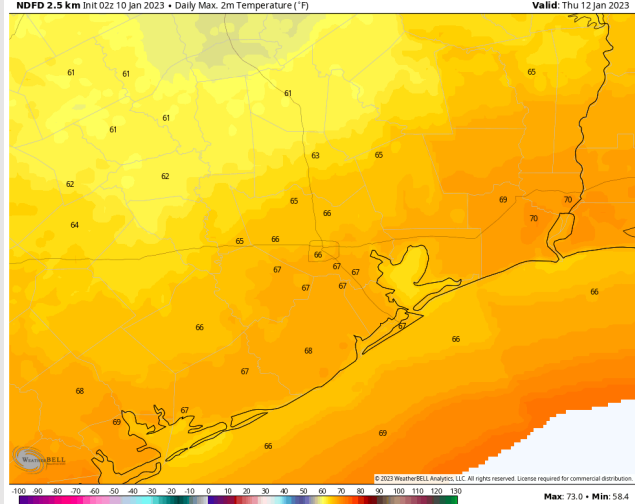 NDFD 2.5 km Init 02z 10 Jan 2023 • Daily Max. 2m Temperature (°F)
Valid: Thu 12 Jan 2023
61 61 65
61
61
61
63 65
62 62
65 69 70
64 66 70
65 66
66
67 67 67
67 67 66
66 67
66
68
67
68
69 67
69
66
WeatherBELL
© 2023 WeatherBELL Analytics, LLC. All rights reserved. License required for commercial distribution.
-100 -90 -80 -70 -60 -50 -40 -30 -20 -10 0 10 20 30 40 50 60 70 80 90 100 110 120 130
Max: 73.0 • Min: 58.4